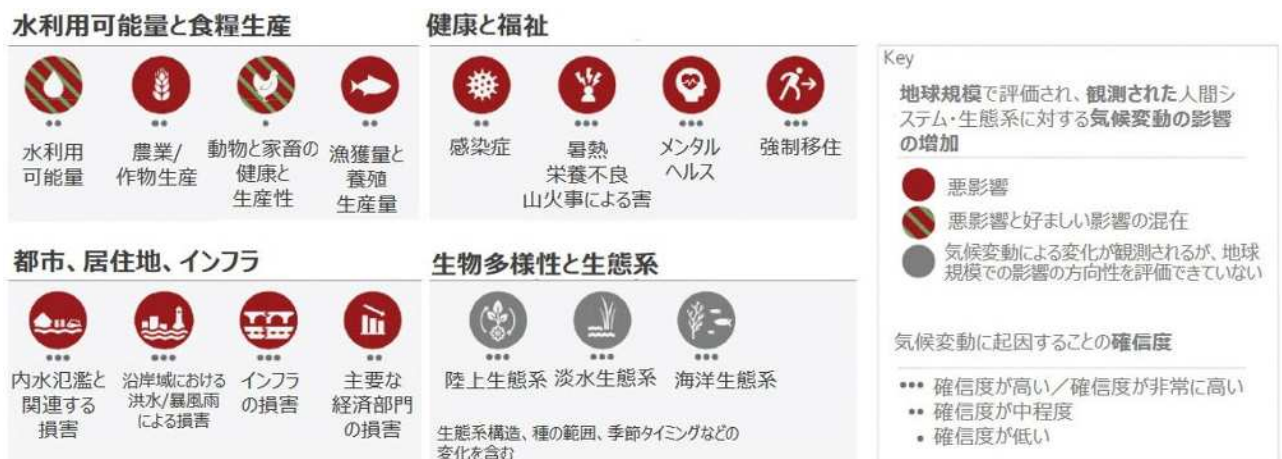 水利用可能量と食糧生産
水利用
可能量
農業/
作物生産
動物と家畜の
健康と
生産性
漁獲量と
養殖
生産量
健康と福祉
感染症
暑熱
栄養不良
山火事による害
メンタル
ヘルス
強制移住
都市、居住地、インフラ
内水氾濫と
関連する
損害
沿岸域における
洪水/暴風雨
による損害
インフラ
の損害
主要な
経済部門
の損害
生物多様性と生態系
陸上生態系
淡水生態系
海洋生態系
生態系構造、種の範囲、季節タイミングなどの
変化を含む
Key
地球規模で評価され、観測された人間シ
ステム・生態系に対する気候変動の影響
の増加
悪影響
悪影響と好ましい影響の混在
気候変動による変化が観測されるが、地球
規模での影響の方向性を評価できていない
気候変動に起因することの確信度
••• 確信度が高い／確信度が非常に高い
•• 確信度が中程度
• 確信度が低い